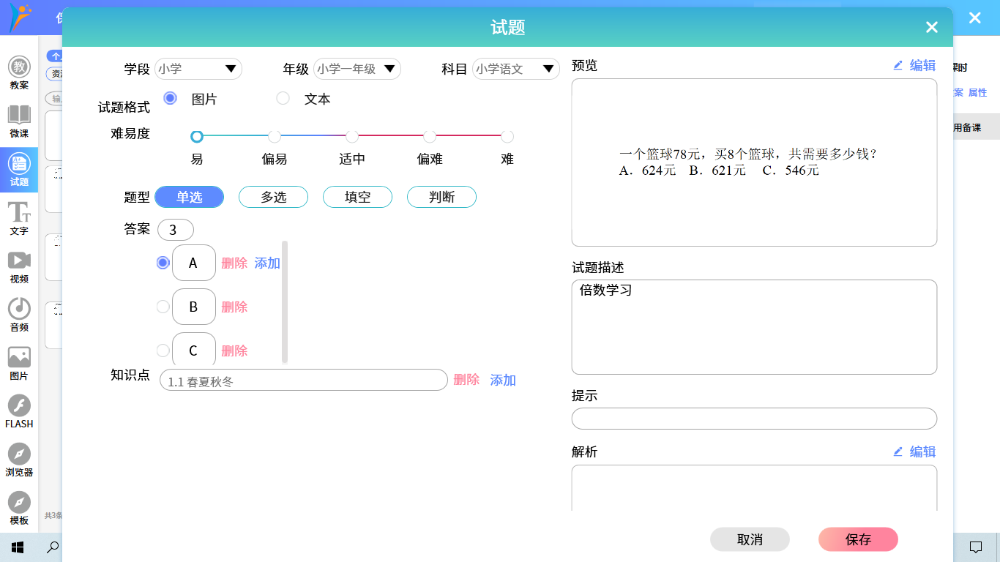 试题
学段 小学 年级 小学一年级 科目 小学语文
试题格式 图片 文本
难易度
易 偏易 适中 偏难 难
题型 单选 多选 填空 判断
答案 3
A 删除 添加
B 删除
C 删除
知识点 1.1 春夏秋冬 删除 添加
预览 编辑
一个篮球78元，买8个篮球，共需要多少钱？
A．624元 B．621元 C．546元
试题描述
倍数学习
提示
解析 编辑
取消 保存
教
教案
微课
试题
文字
视频
音频
图片
FLASH
浏览器
模板
个
输
共3条
课时
案 属性
用备课